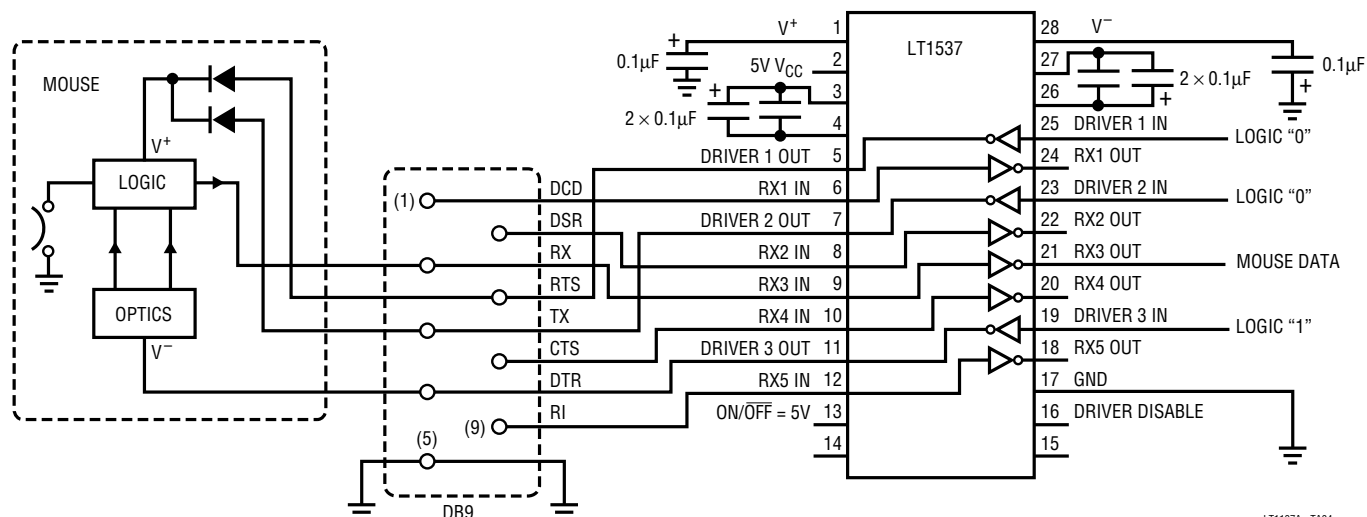 MOUSE
V+
LOGIC
OPTICS
V–
(1)
DCD
DSR
RX
RTS
TX
CTS
DTR
RI
(9)
(5)
DB9
LT1537
V+
1
0.1µF
+
5V VCC
2
3
+
2 × 0.1µF
4
DRIVER 1 OUT
5
RX1 IN
6
DRIVER 2 OUT
7
RX2 IN
8
RX3 IN
9
RX4 IN
10
DRIVER 3 OUT
11
RX5 IN
12
ON/OFF = 5V
13
14
28
V–
+
0.1µF
27
2 × 0.1µF
+
26
25
DRIVER 1 IN
LOGIC “0”
24
RX1 OUT
23
DRIVER 2 IN
LOGIC “0”
22
RX2 OUT
21
RX3 OUT
MOUSE DATA
20
RX4 OUT
19
DRIVER 3 IN
LOGIC “1”
18
RX5 OUT
17
GND
16
DRIVER DISABLE
15